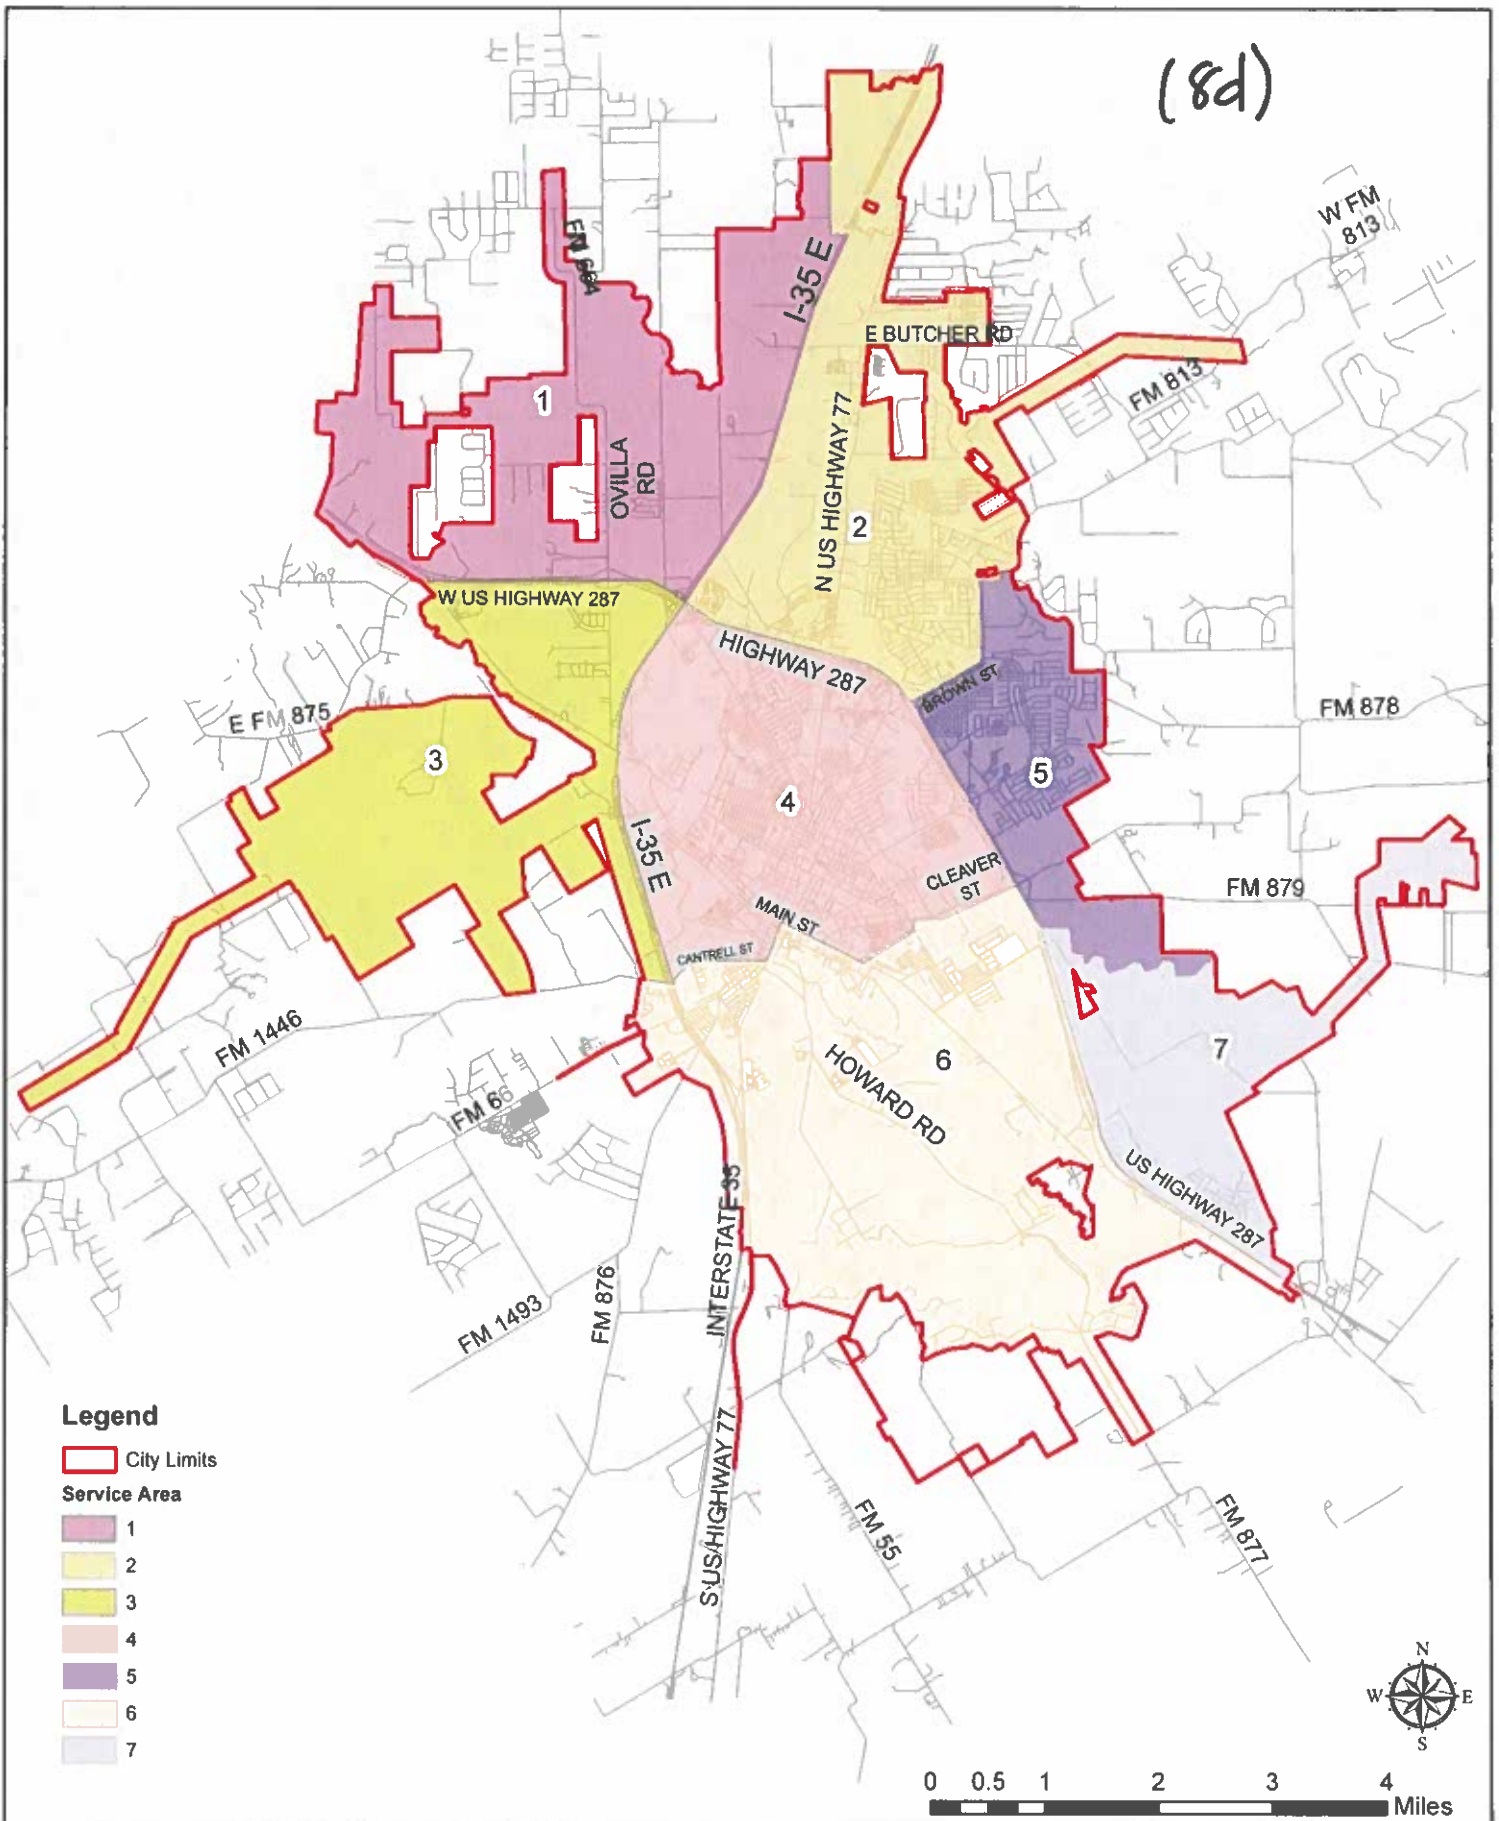 (8d)
W FM
813
FM 664
I-35 E
E BUTCHER RD
FM 813
1
OVILLA
RD
N US HIGHWAY 77
2
W US HIGHWAY 287
HIGHWAY 287
BROWN ST
E FM 875
FM 878
3
5
4
I-35 E
CLEAVER
ST
FM 879
MAIN ST
CANTRELL ST
FM 1446
6
7
HOWARD RD
FM 66
US HIGHWAY 287
INTERSTATE 35
FM 876
FM 1493
Legend
City Limits
Service Area
1
2
3
4
5
6
7
S US HIGHWAY 77
FM 55
FM 877
N
W
E
S
0 0.5 1 2 3 4
Miles